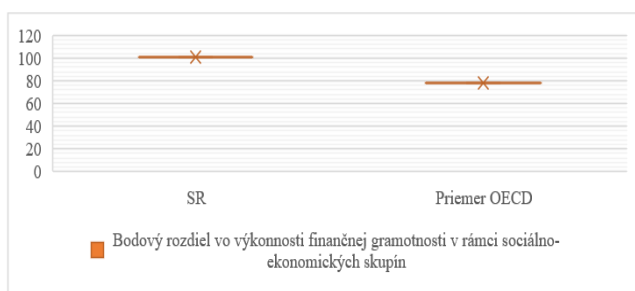 120
100
80
60
40
20
0
SR
Priemer OECD
Bodový rozdiel vo výkonnosti finančnej gramotnosti v rámci sociálno-
ekonomických skupín